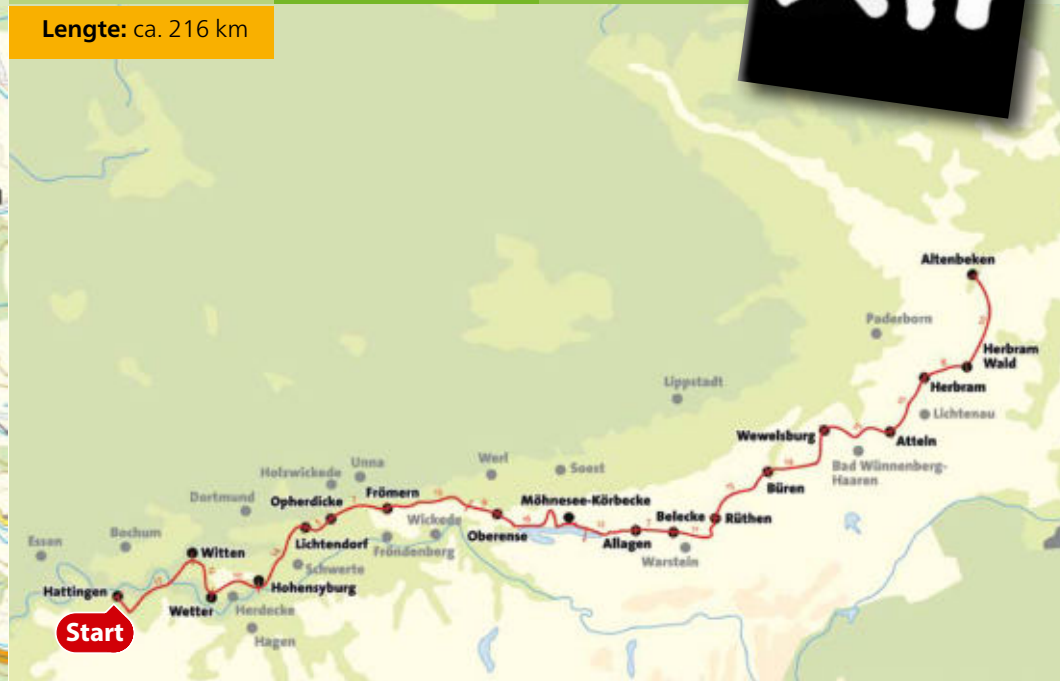 Lengte: ca. 216 km
Altenbeken
Paderborn
Herbram
Wald
Herbram
Lippstadt
Lichtenau
Wewelsburg
Atteln
Bad Wünnenberg-
Haaren
Werl
Soest
Unna
Holzwickede
Büren
Frömern
Möhnesee-Körbecke
Dortmund
Opherdicke
Belecke
Rüthen
Wickede
Oberense
Bochum
Lichtendorf
Allagen
Essen
Witten
Fröndenberg
Warstein
Schwerte
Hattingen
Hohensyburg
Wetter
Herdecke
Start
Hagen